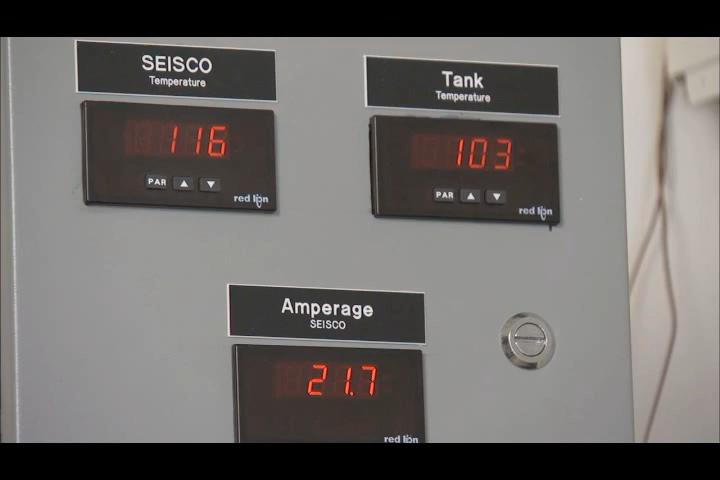 SEISCO
Temperature
116
PAR
red lion
Tank
Temperature
103
PAR
red lion
Amperage
SEISCO
21.7
red lion